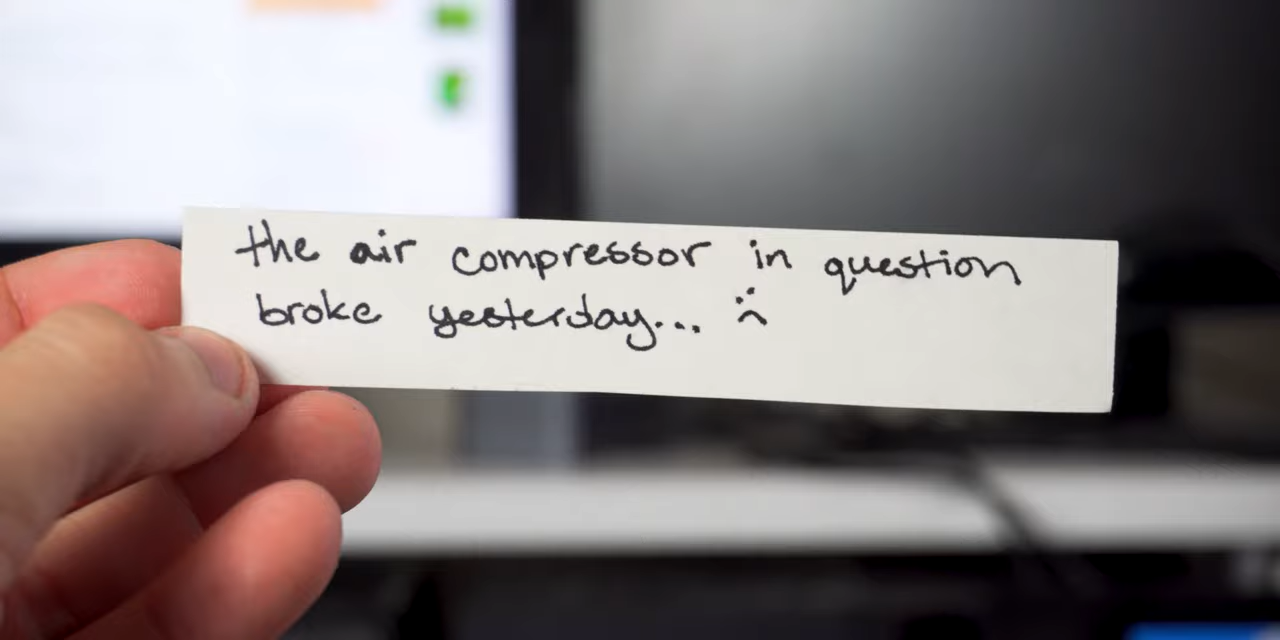 the air compressor in question
broke yesterday... :(